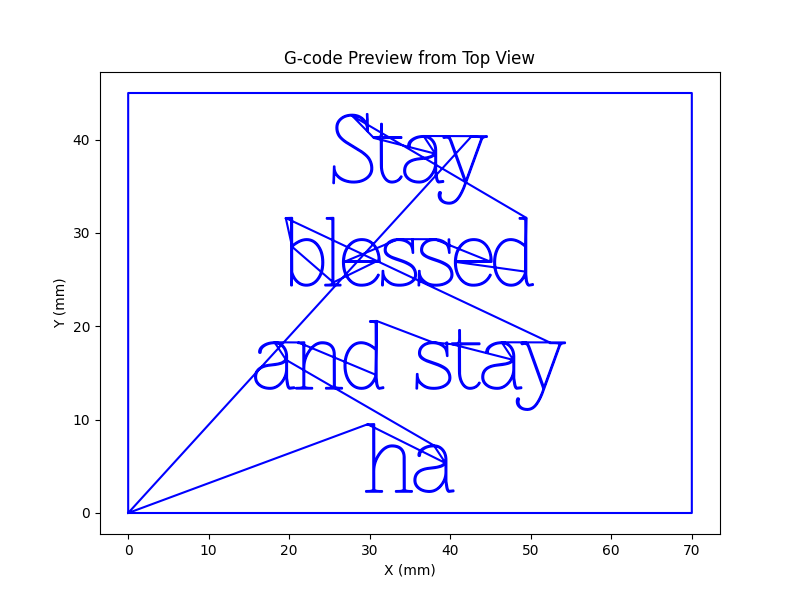 G-code Preview from Top View
Y (mm)
40
30
20
10
0
Stay
blessed
and stay
ha
0 10 20 30 40 50 60 70
X (mm)